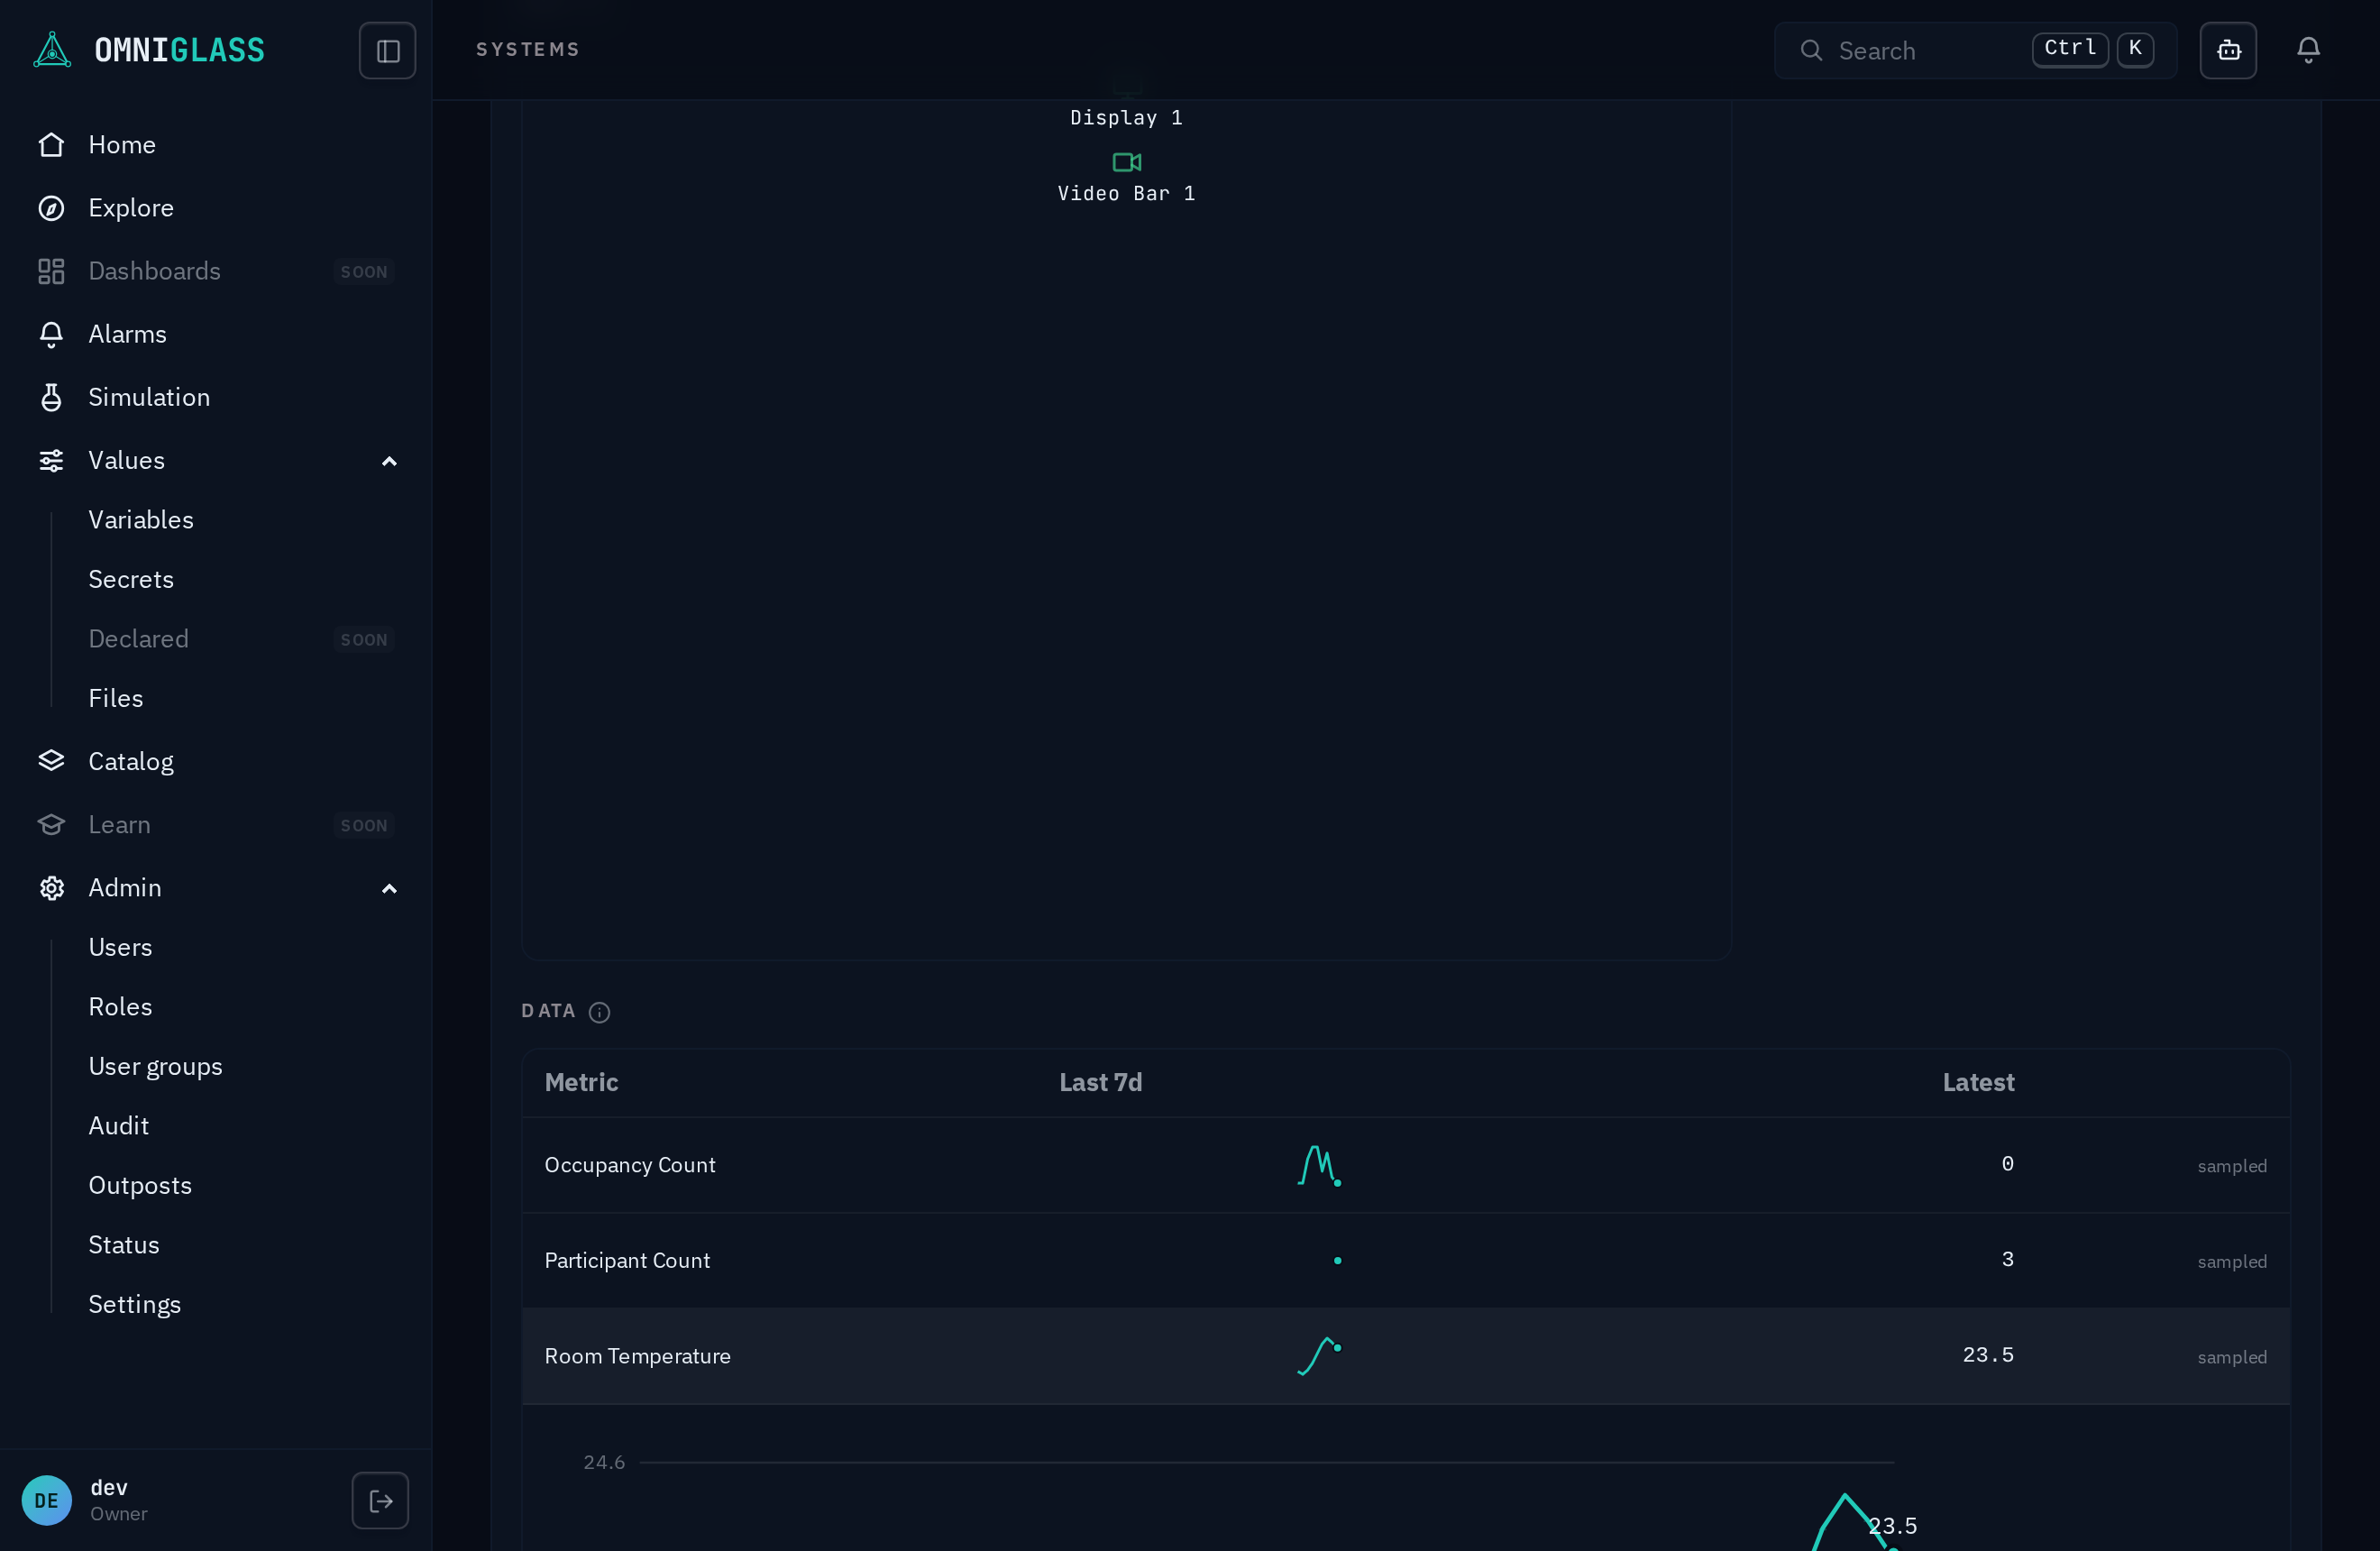 OMNIGLASS
SYSTEMS
Search
Ctrl K
Home
Explore
Dashboards SOON
Alarms
Simulation
Values
Variables
Secrets
Declared SOON
Files
Catalog
Learn SOON
Admin
Users
Roles
User groups
Audit
Outposts
Status
Settings
DE
dev
Owner
Display 1
Video Bar 1
DATA
Metric Last 7d Latest
Occupancy Count 0 sampled
Participant Count 3 sampled
Room Temperature 23.5 sampled
24.6
23.5